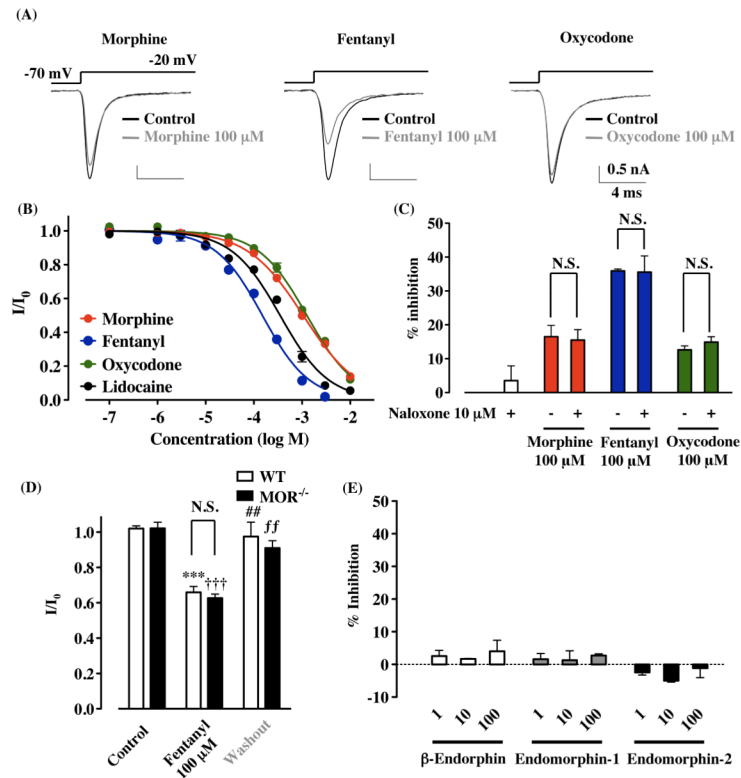 (A)
Morphine
Fentanyl
Oxycodone
-70 mV
-20 mV
Control
Morphine 100 μM
Control
Fentanyl 100 μM
Control
Oxycodone 100 μM
0.5 nA
4 ms
(B)
I/I0
1.0
0.8
0.6
0.4
0.2
0.0
Morphine
Fentanyl
Oxycodone
Lidocaine
-7 -6 -5 -4 -3 -2
Concentration (log M)
(C)
% inhibition
50
40
30
20
10
0
N.S.
N.S.
N.S.
Naloxone 10 μM + - + - + - +
Morphine 100 μM
Fentanyl 100 μM
Oxycodone 100 μM
(D)
WT
MOR-/-
I/I0
1.0
0.8
0.6
0.4
0.2
0.0
N.S.
***
†††
##
ƒƒ
Control
Fentanyl 100 μM
Washout
(E)
% Inhibition
50
40
30
20
10
0
-10
1 10 100 1 10 100 1 10 100
β-Endorphin
Endomorphin-1
Endomorphin-2